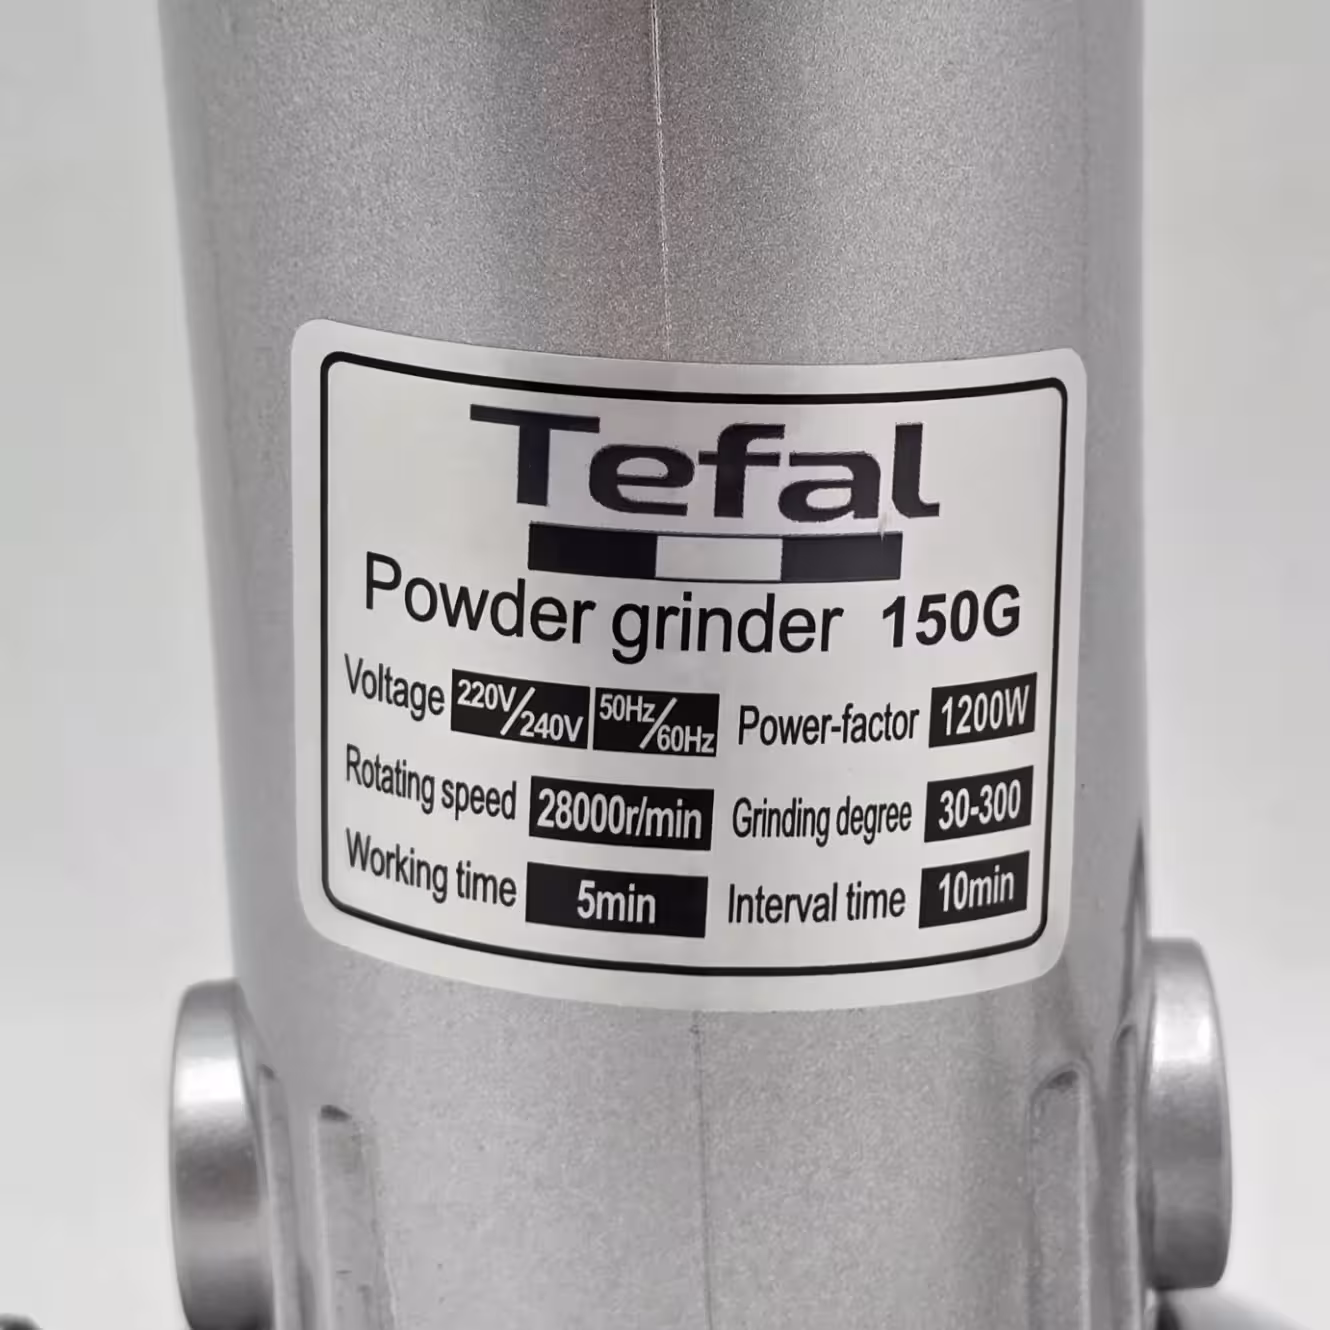 Tefal
Powder grinder 150G
Voltage 220V/240V 50Hz/60Hz Power-factor 1200W
Rotating speed 28000r/min Grinding degree 30-300
Working time 5min Interval time 10min